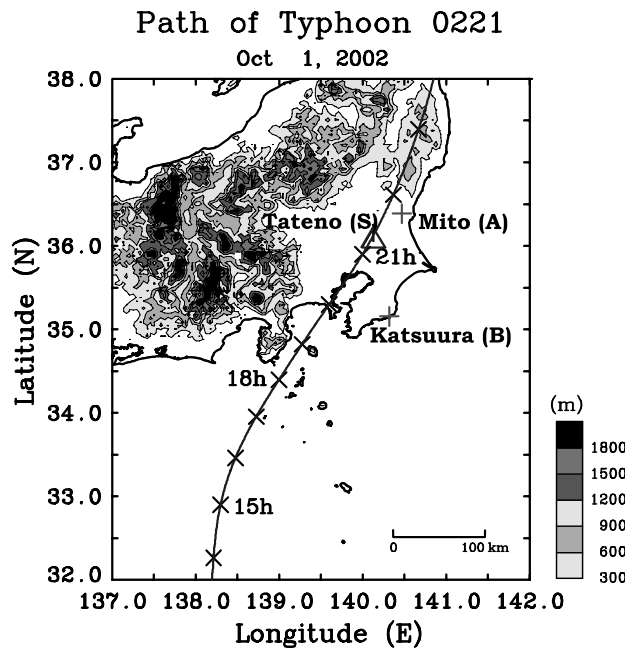 Path of Typhoon 0221
Oct 1, 2002
38.0
37.0
36.0
35.0
34.0
33.0
32.0
Latitude (N)
Tateno (S)
Mito (A)
21h
Katsuura (B)
18h
15h
0 100 km
(m)
1800
1500
1200
900
600
300
137.0 138.0 139.0 140.0 141.0 142.0
Longitude (E)